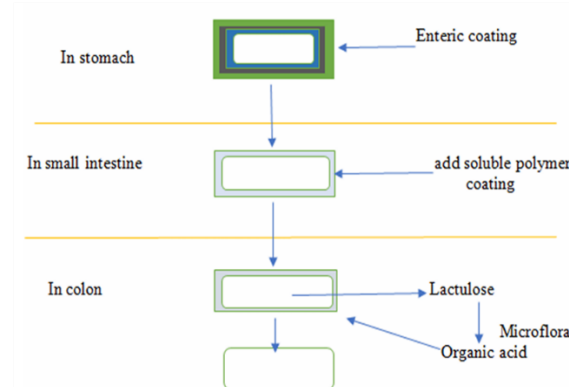 Enteric coating
In stomach
In small intestine
add soluble polymer
coating
In colon
Lactulose
Microflora
Organic acid